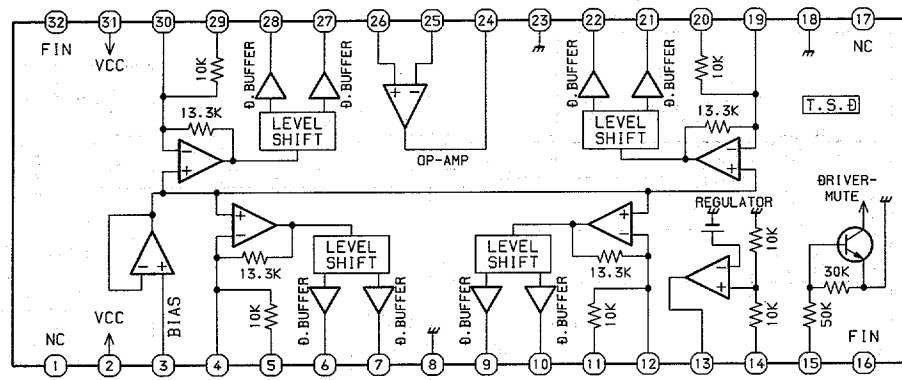 32 31 30 29 28 27 26 25 24 23 22 21 20 19 18 17
FIN VCC NC
10K Đ.BUFFER Đ.BUFFER Đ.BUFFER Đ.BUFFER 10K
13.3K + - 13.3K T.S.Đ
LEVEL SHIFT
LEVEL SHIFT
OP-AMP
- +
- +
REGULATOR
ĐRIVER-MUTE
+ -
+ -
- +
LEVEL SHIFT
LEVEL SHIFT
- +
10K
13.3K 13.3K 30K
BIAS
10K Đ.BUFFER Đ.BUFFER Đ.BUFFER Đ.BUFFER 10K 10K 50K
NC VCC FIN
1 2 3 4 5 6 7 8 9 10 11 12 13 14 15 16